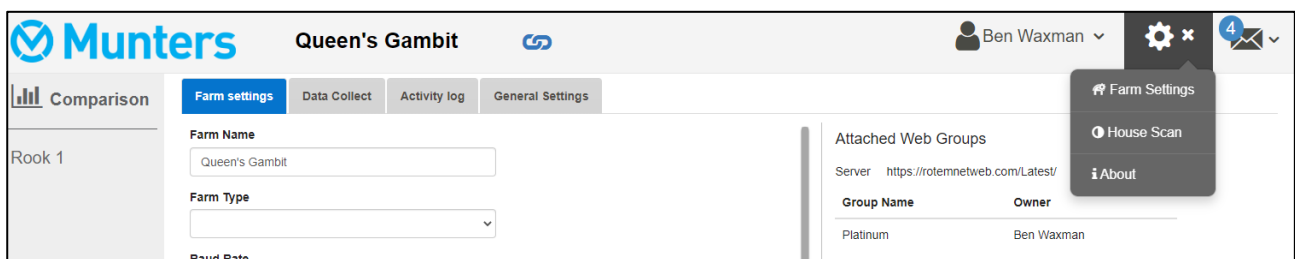 Munters
Queen's Gambit
Ben Waxman
4
Comparison
Rook 1
Farm settings
Data Collect
Activity log
General Settings
Farm Name
Queen's Gambit
Farm Type
Baud Rate
Attached Web Groups
Server https://rotemnetweb.com/Latest/
Group Name Owner
Platinum Ben Waxman
Farm Settings
House Scan
About